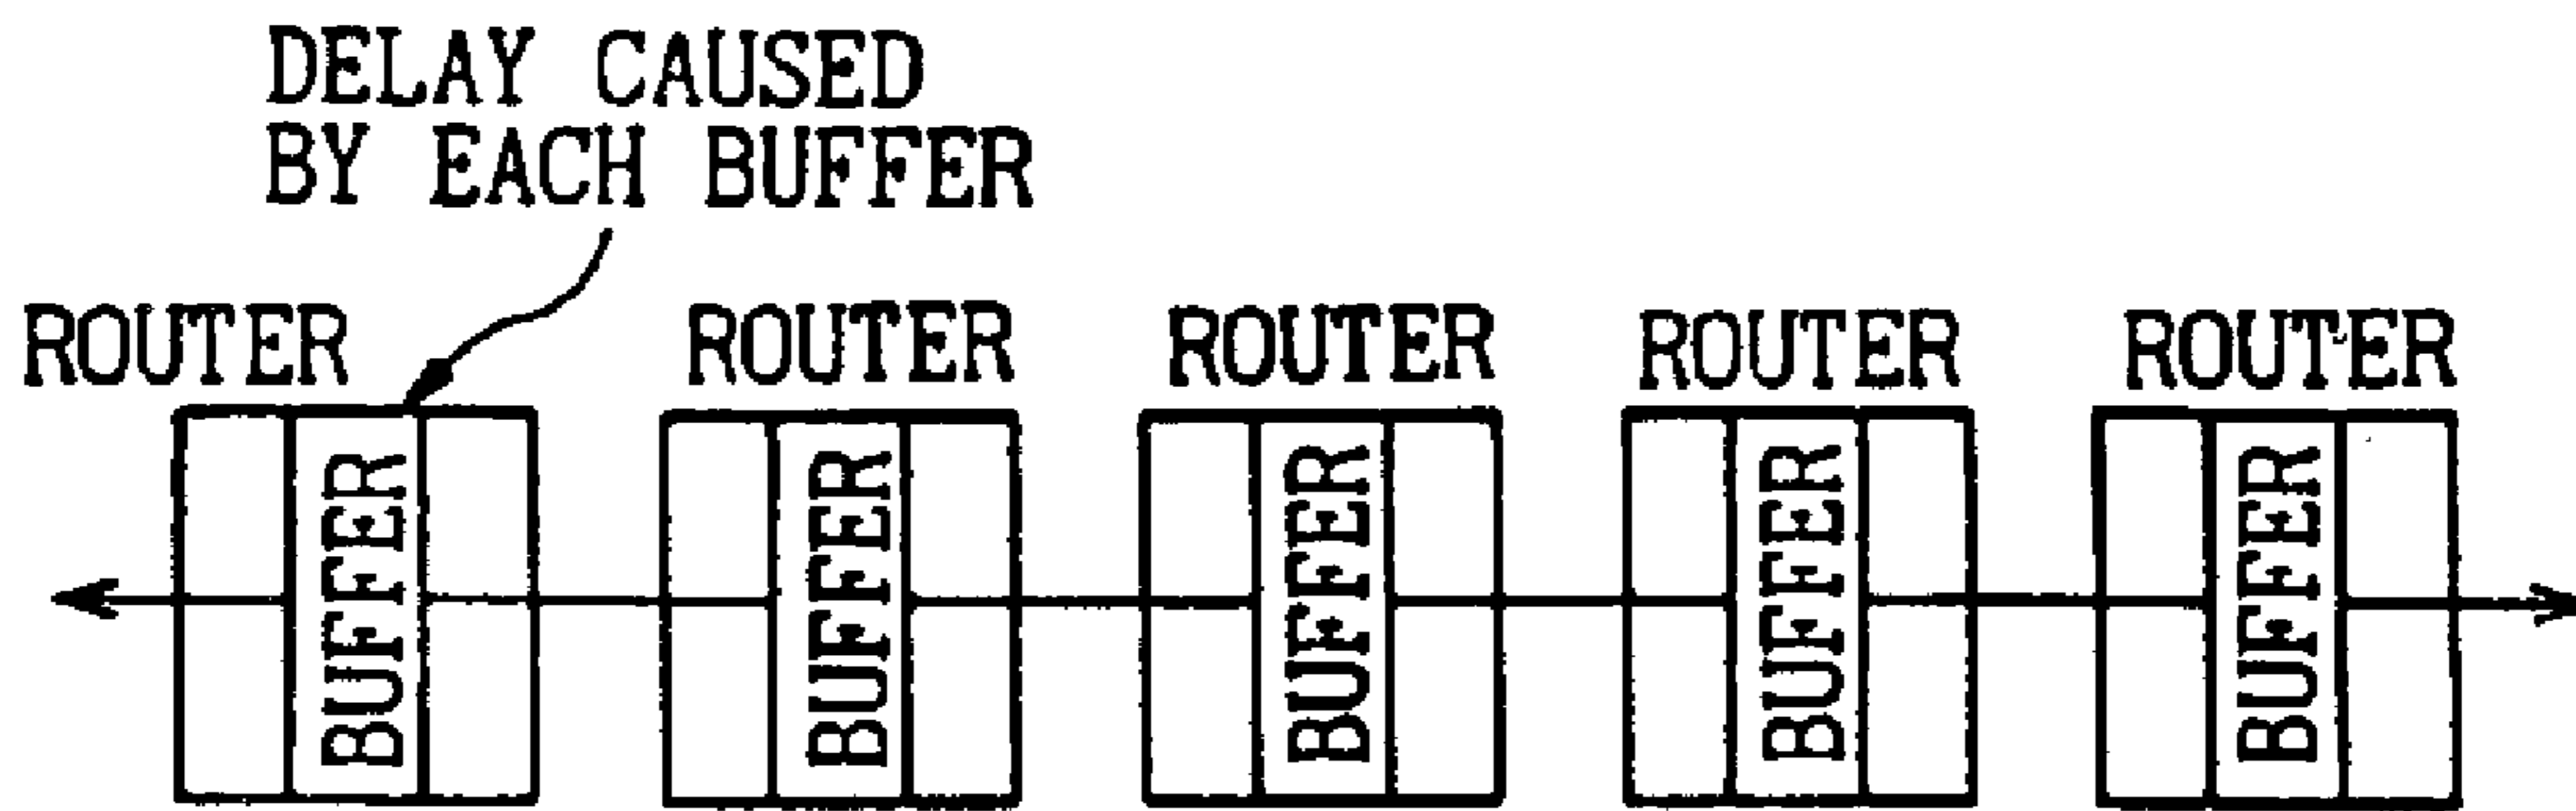 DELAY CAUSED
BY EACH BUFFER
ROUTER ROUTER ROUTER ROUTER ROUTER
BUFFER BUFFER BUFFER BUFFER BUFFER